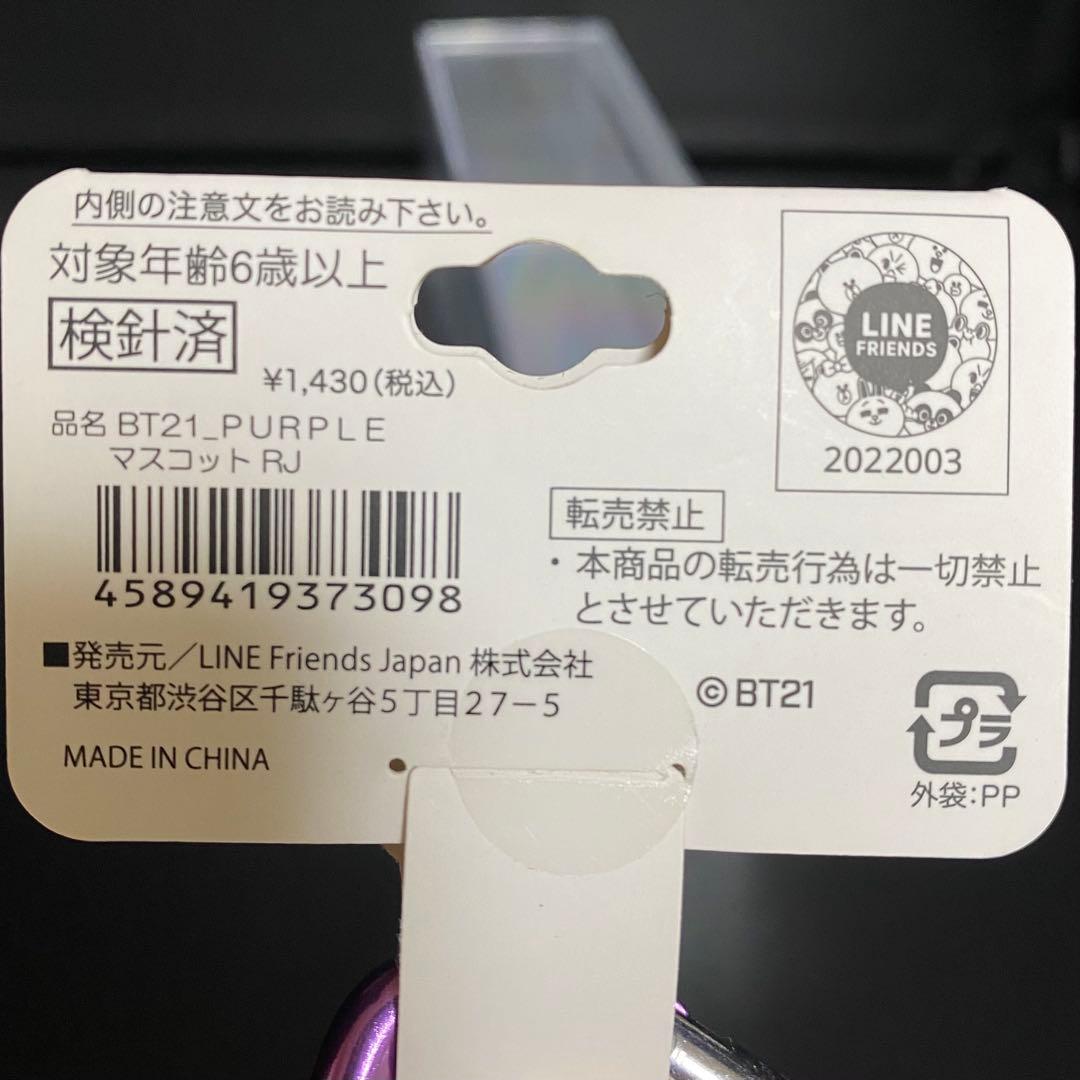 内側の注意文をお読み下さい。
対象年齢6歳以上
検針済
¥1,430(税込)
品名 BT21_PURPLE
マスコット RJ
4589419373098
■発売元/LINE Friends Japan 株式会社
東京都渋谷区千駄ヶ谷5丁目27-5
MADE IN CHINA
LINE
FRIENDS
2022003
転売禁止
・本商品の転売行為は一切禁止
とさせていただきます。
©BT21
プラ
外袋:PP